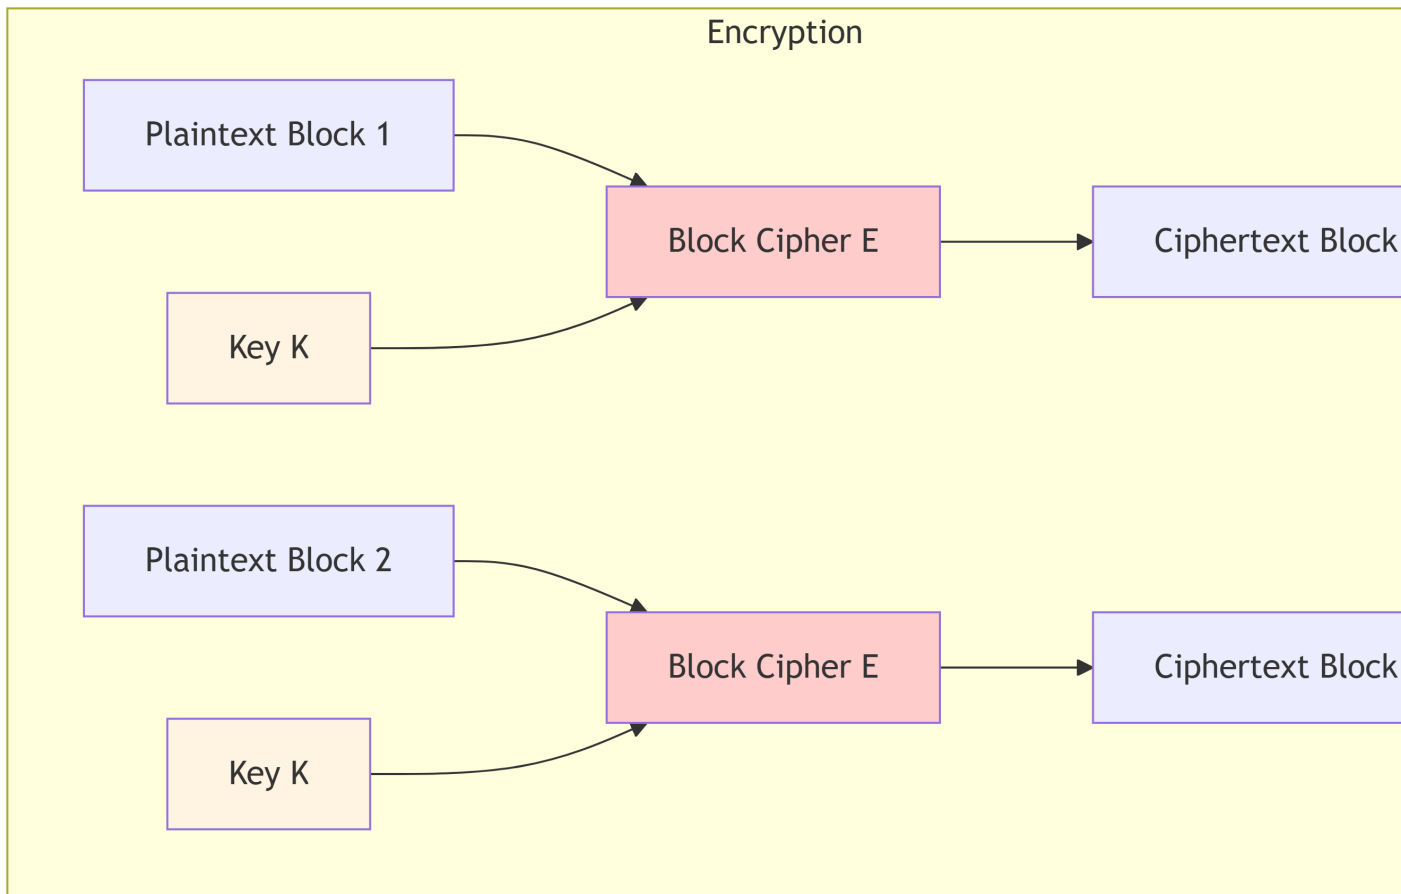 Encryption
Plaintext Block 1
Block Cipher E
Ciphertext Block
Key K
Plaintext Block 2
Block Cipher E
Ciphertext Block
Key K